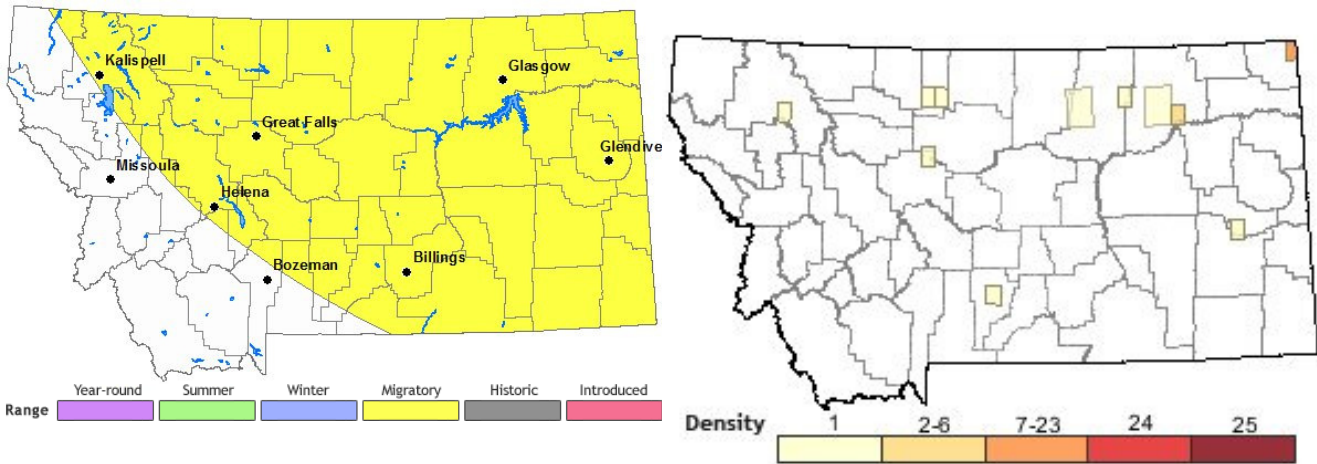 Kalispell
Glasgow
Great Falls
Glendive
Missoula
Helena
Bozeman
Billings
Range
Year-round
Summer
Winter
Migratory
Historic
Introduced
Density
1
2-6
7-23
24
25